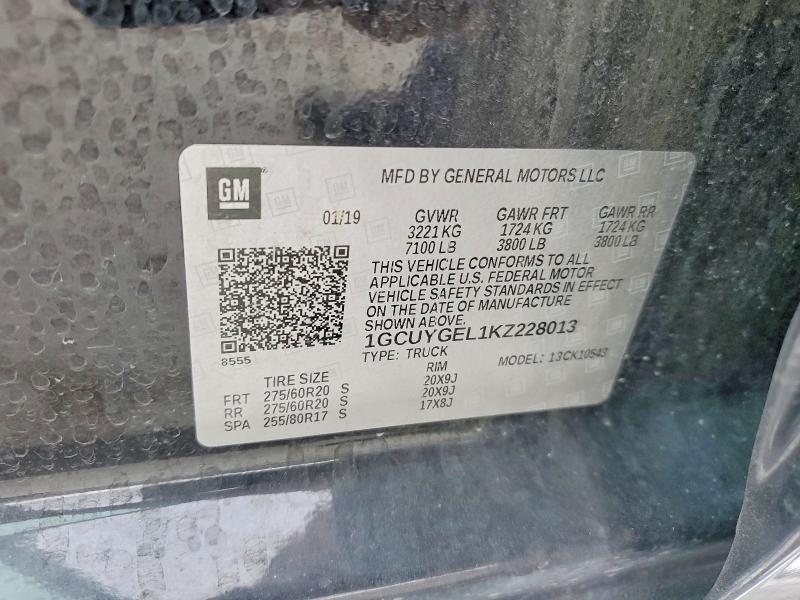 GM
MFD BY GENERAL MOTORS LLC
01/19 GVWR GAWR FRT GAWR RR
3221 KG 1724 KG 1724 KG
7100 LB 3800 LB 3800 LB
THIS VEHICLE CONFORMS TO ALL
APPLICABLE U.S. FEDERAL MOTOR
VEHICLE SAFETY STANDARDS IN EFFECT
ON THE DATE OF MANUFACTURE
SHOWN ABOVE.
1GCUYGEL1KZ228013
8555
TYPE: TRUCK MODEL: 13CK10543
TIRE SIZE RIM
FRT 275/60R20 S 20X9J
RR 275/60R20 S 20X9J
SPA 255/80R17 S 17X8J